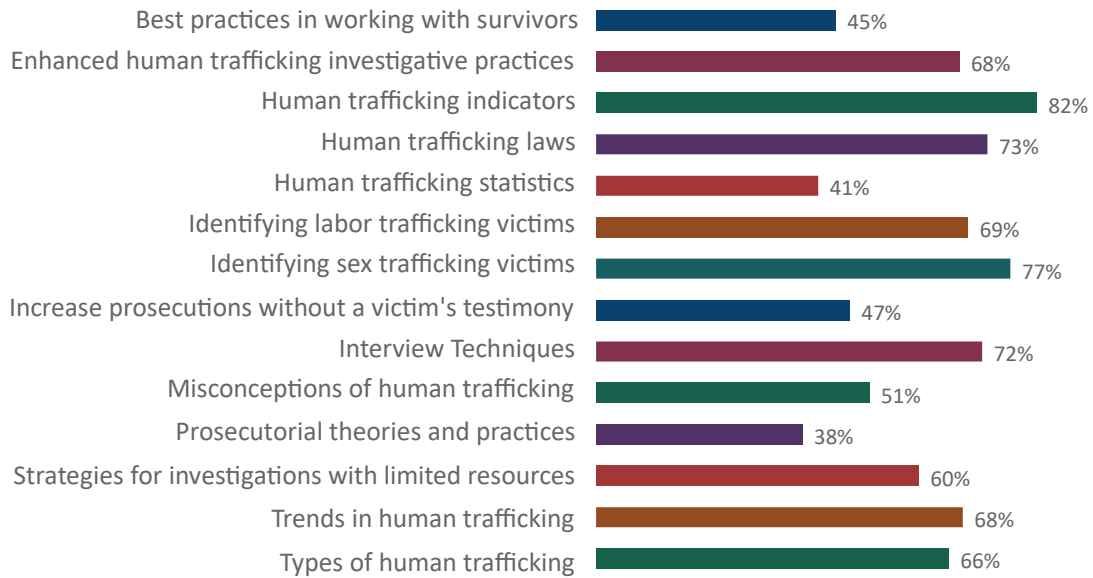 Best practices in working with survivors 45%
Enhanced human trafficking investigative practices 68%
Human trafficking indicators 82%
Human trafficking laws 73%
Human trafficking statistics 41%
Identifying labor trafficking victims 69%
Identifying sex trafficking victims 77%
Increase prosecutions without a victim's testimony 47%
Interview Techniques 72%
Misconceptions of human trafficking 51%
Prosecutorial theories and practices 38%
Strategies for investigations with limited resources 60%
Trends in human trafficking 68%
Types of human trafficking 66%